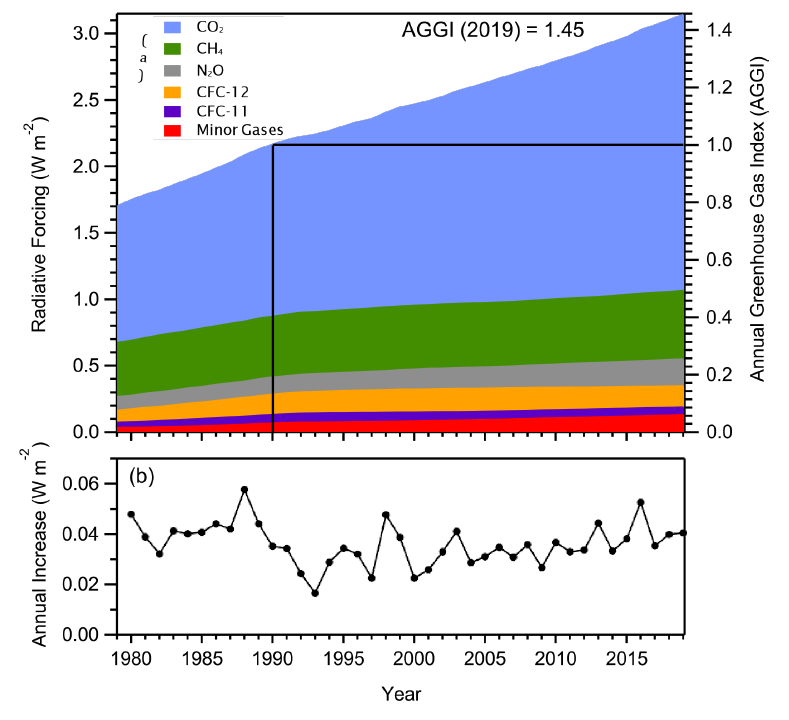 AGGI (2019) = 1.45
(a)
CO₂
CH₄
N₂O
CFC-12
CFC-11
Minor Gases
Radiative Forcing (W m⁻²)
3.0
2.5
2.0
1.5
1.0
0.5
0.0
Annual Greenhouse Gas Index (AGGI)
1.4
1.2
1.0
0.8
0.6
0.4
0.2
0.0
(b)
Annual Increase (W m⁻²)
0.06
0.04
0.02
0.00
1980 1985 1990 1995 2000 2005 2010 2015
Year